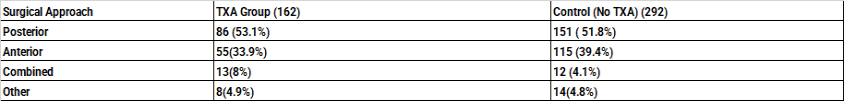 Surgical Approach TXA Group (162) Control (No TXA) (292)
Posterior 86 (53.1%) 151 ( 51.8%)
Anterior 55(33.9%) 115 (39.4%)
Combined 13(8%) 12 (4.1%)
Other 8(4.9%) 14(4.8%)